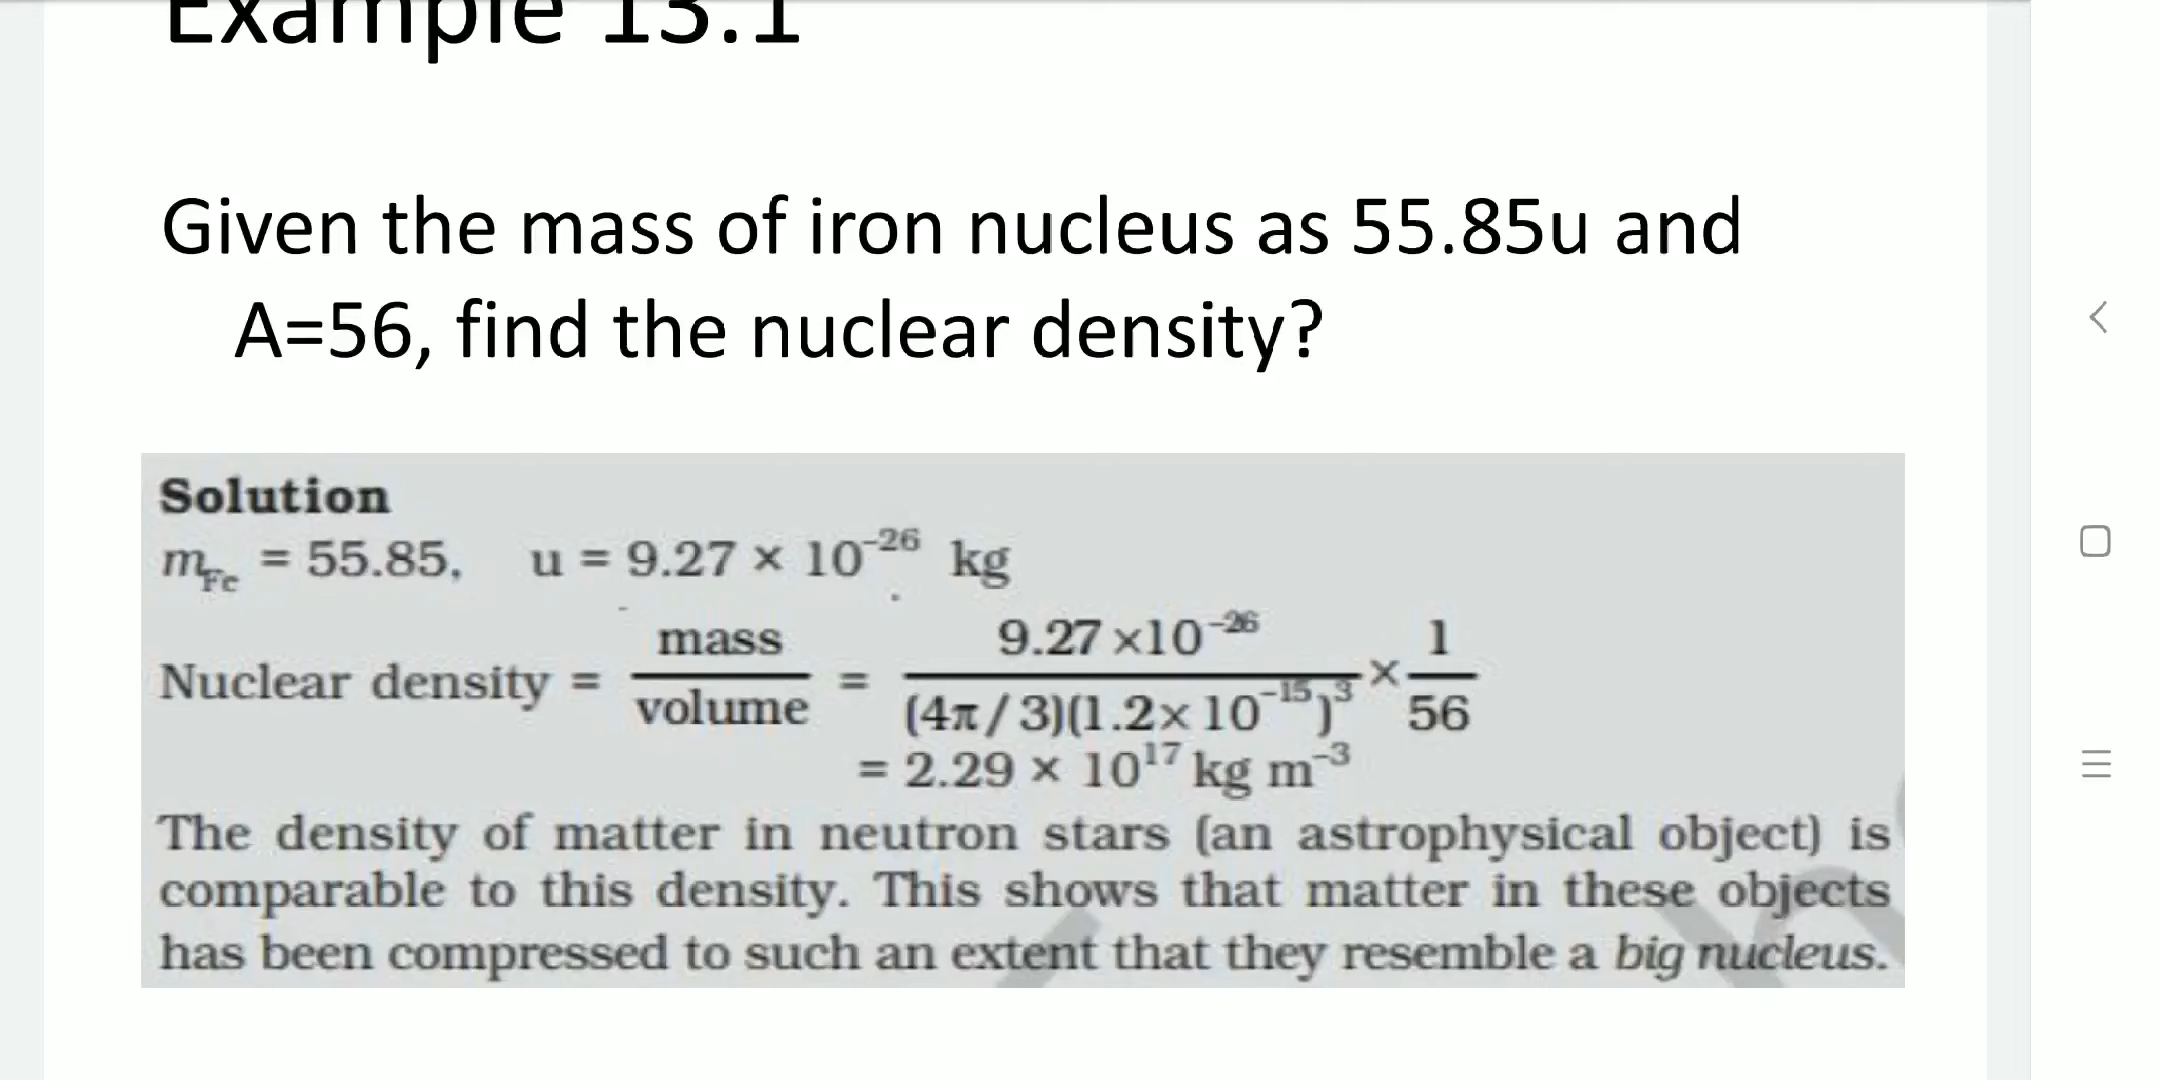 Example 13.1
Given the mass of iron nucleus as 55.85u and
A=56, find the nuclear density?
Solution
m_Fe = 55.85, u = 9.27 × 10⁻²⁶ kg
Nuclear density = mass/volume = 9.27 ×10⁻²⁶/(4π/3)(1.2× 10⁻¹⁵)³ × 1/56
= 2.29 × 10¹⁷ kg m⁻³
The density of matter in neutron stars (an astrophysical object) is
comparable to this density. This shows that matter in these objects
has been compressed to such an extent that they resemble a big nucleus.